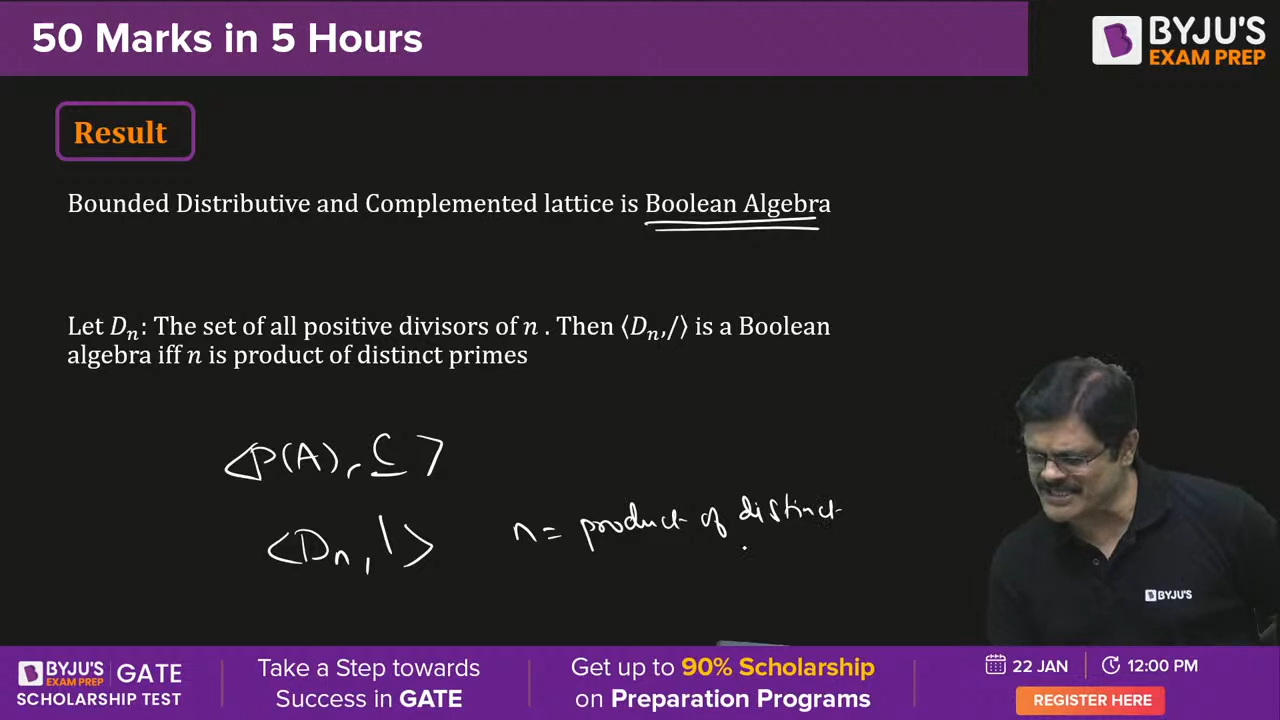 50 Marks in 5 Hours
BYJU'S
EXAM PREP
Result
Bounded Distributive and Complemented lattice is Boolean Algebra
Let Dₙ: The set of all positive divisors of n . Then ⟨Dₙ,/⟩ is a Boolean
algebra iff n is product of distinct primes
<P(A), ⊆ >
<Dₙ, |> n = product of distinct
BYJU'S
BYJU'S EXAM PREP GATE
SCHOLARSHIP TEST
Take a Step towards
Success in GATE
Get up to 90% Scholarship
on Preparation Programs
22 JAN 12:00 PM
REGISTER HERE